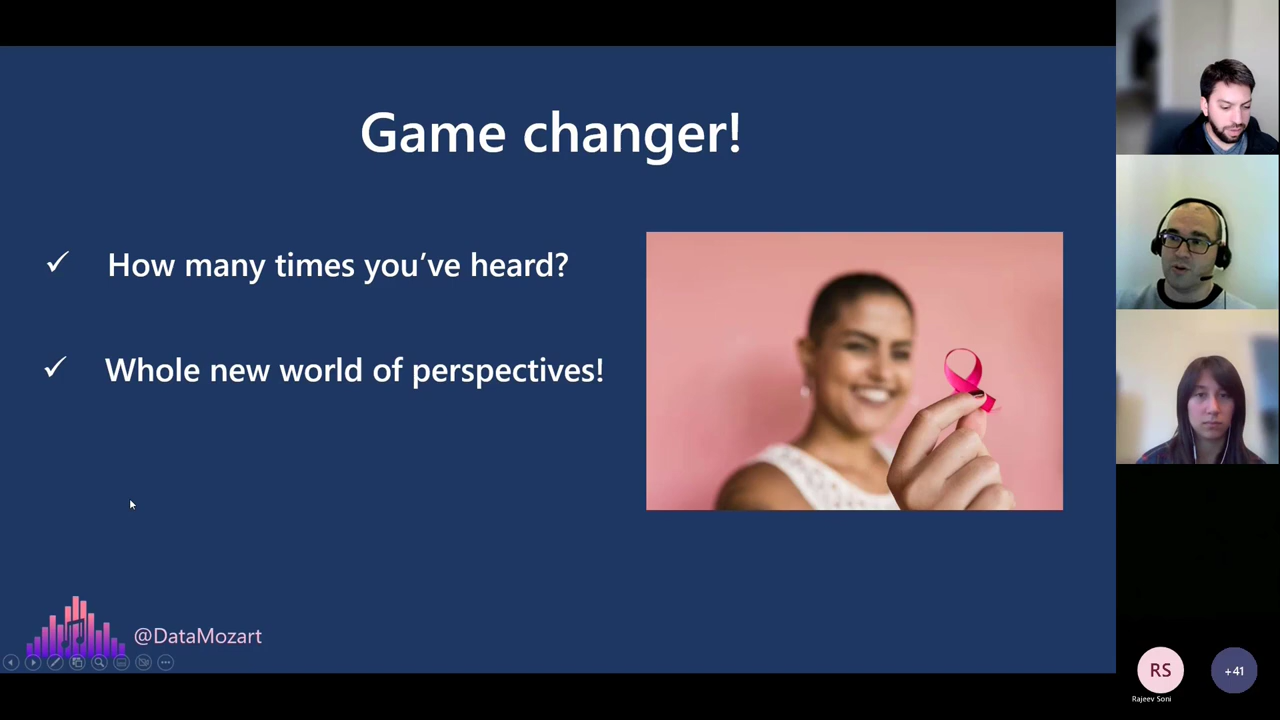 Game changer!
How many times you’ve heard?
Whole new world of perspectives!
@DataMozart
RS
+41
Rajeev Soni